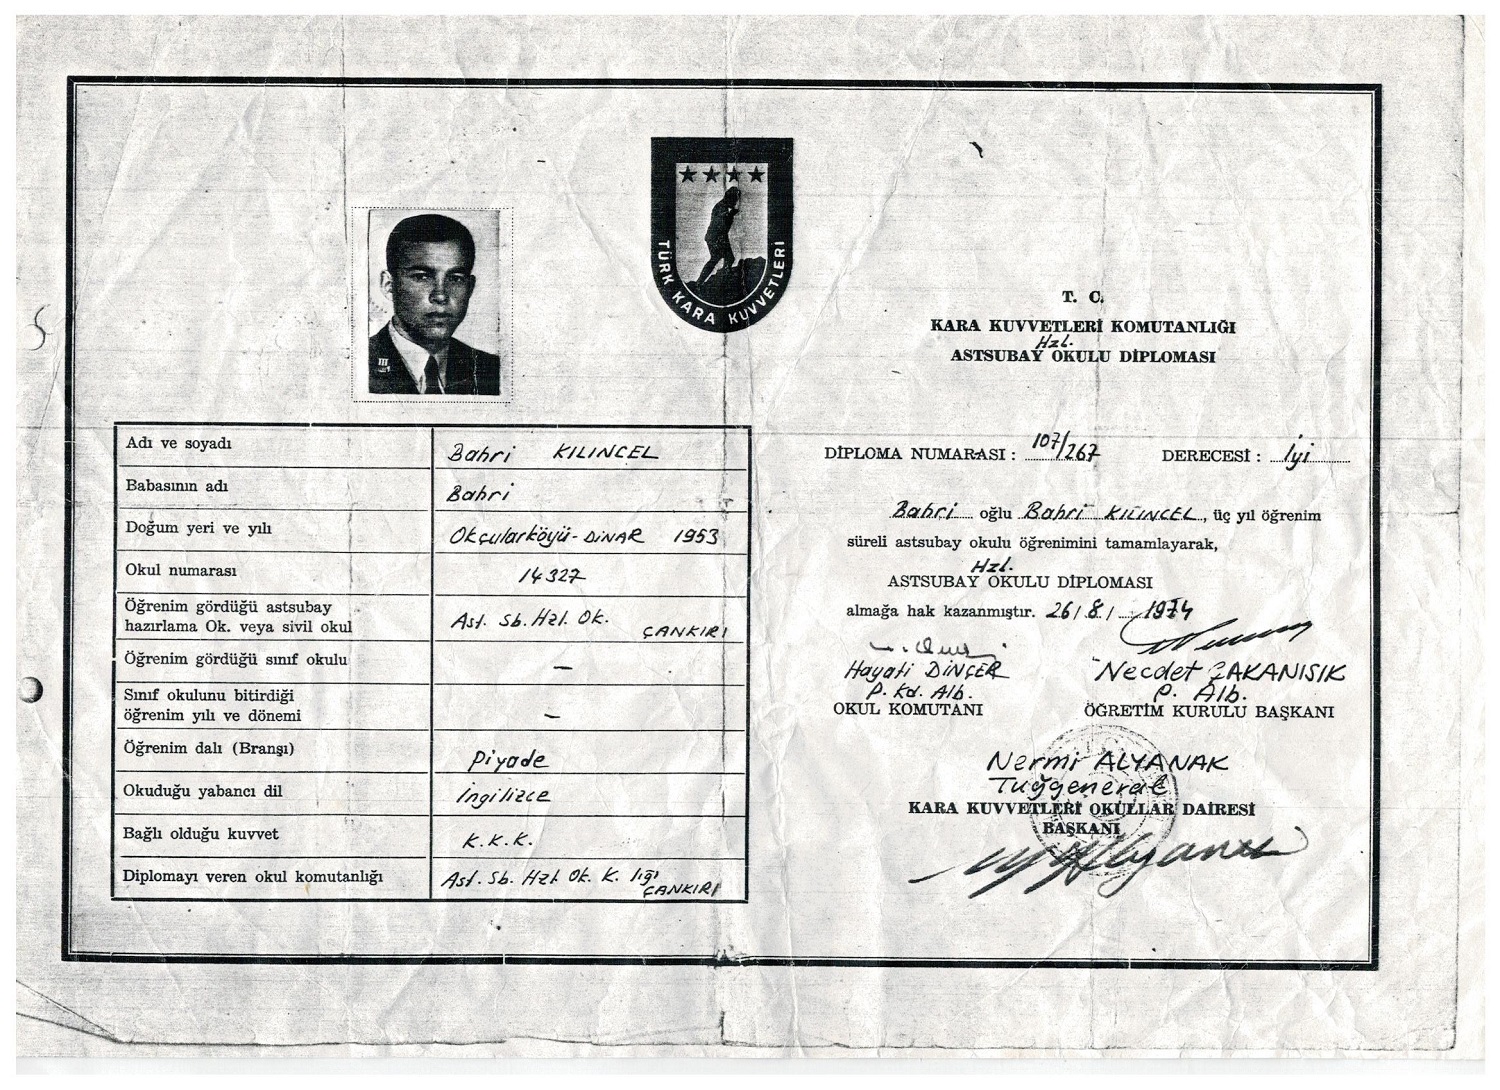 TÜRK KARA KUVVETLERİ
T. C.
KARA KUVVETLERİ KOMUTANLIĞI
Hzl.
ASTSUBAY OKULU DİPLOMASI
Adı ve soyadı Bahri KILINCEL
Babasının adı Bahri
Doğum yeri ve yılı Okçularköyü-DİNAR 1953
Okul numarası 14327
Öğrenim gördüğü astsubay
hazırlama Ok. veya sivil okul Ast. Sb. Hzl. Ok. ÇANKIRI
Öğrenim gördüğü sınıf okulu —
Sınıf okulunu bitirdiği
öğrenim yılı ve dönemi —
Öğrenim dalı (Branşı) Piyade
Okuduğu yabancı dil İngilizce
Bağlı olduğu kuvvet K.K.K.
Diplomayı veren okul komutanlığı Ast. Sb. Hzl. Ok. K. lığı ÇANKIRI
DİPLOMA NUMARASI : 107/267 DERECESİ : İyi
Bahri oğlu Bahri KILINCEL, üç yıl öğrenim
süreli astsubay okulu öğrenimini tamamlayarak,
Hzl.
ASTSUBAY OKULU DİPLOMASI
almağa hak kazanmıştır. 26/8/1974
Hayati DİNÇER Necdet ÇAKANIŞIK
P. Kd. Alb. P. Alb.
OKUL KOMUTANI ÖĞRETİM KURULU BAŞKANI
Nermi ALYANAK
Tuğgeneral
KARA KUVVETLERİ OKULLAR DAİRESİ
BAŞKANI